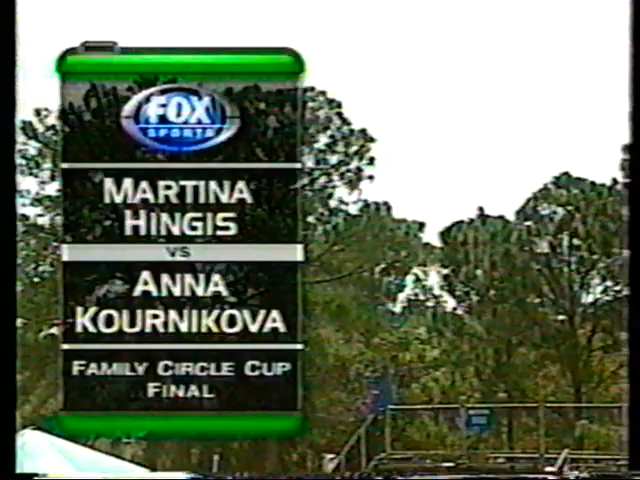 FOX
SPORTS
MARTINA
HINGIS
VS
ANNA
KOURNIKOVA
FAMILY CIRCLE CUP
FINAL